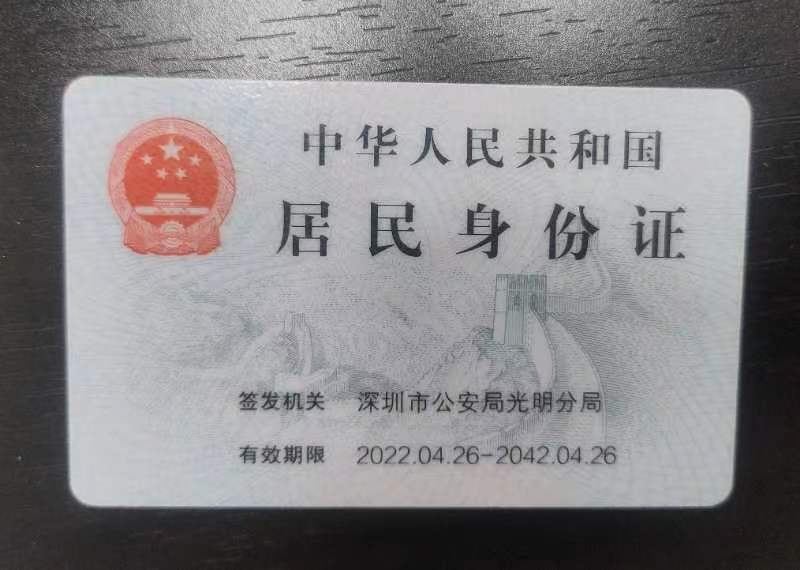 中华人民共和国
居民身份证
签发机关 深圳市公安局光明分局
有效期限 2022.04.26-2042.04.26